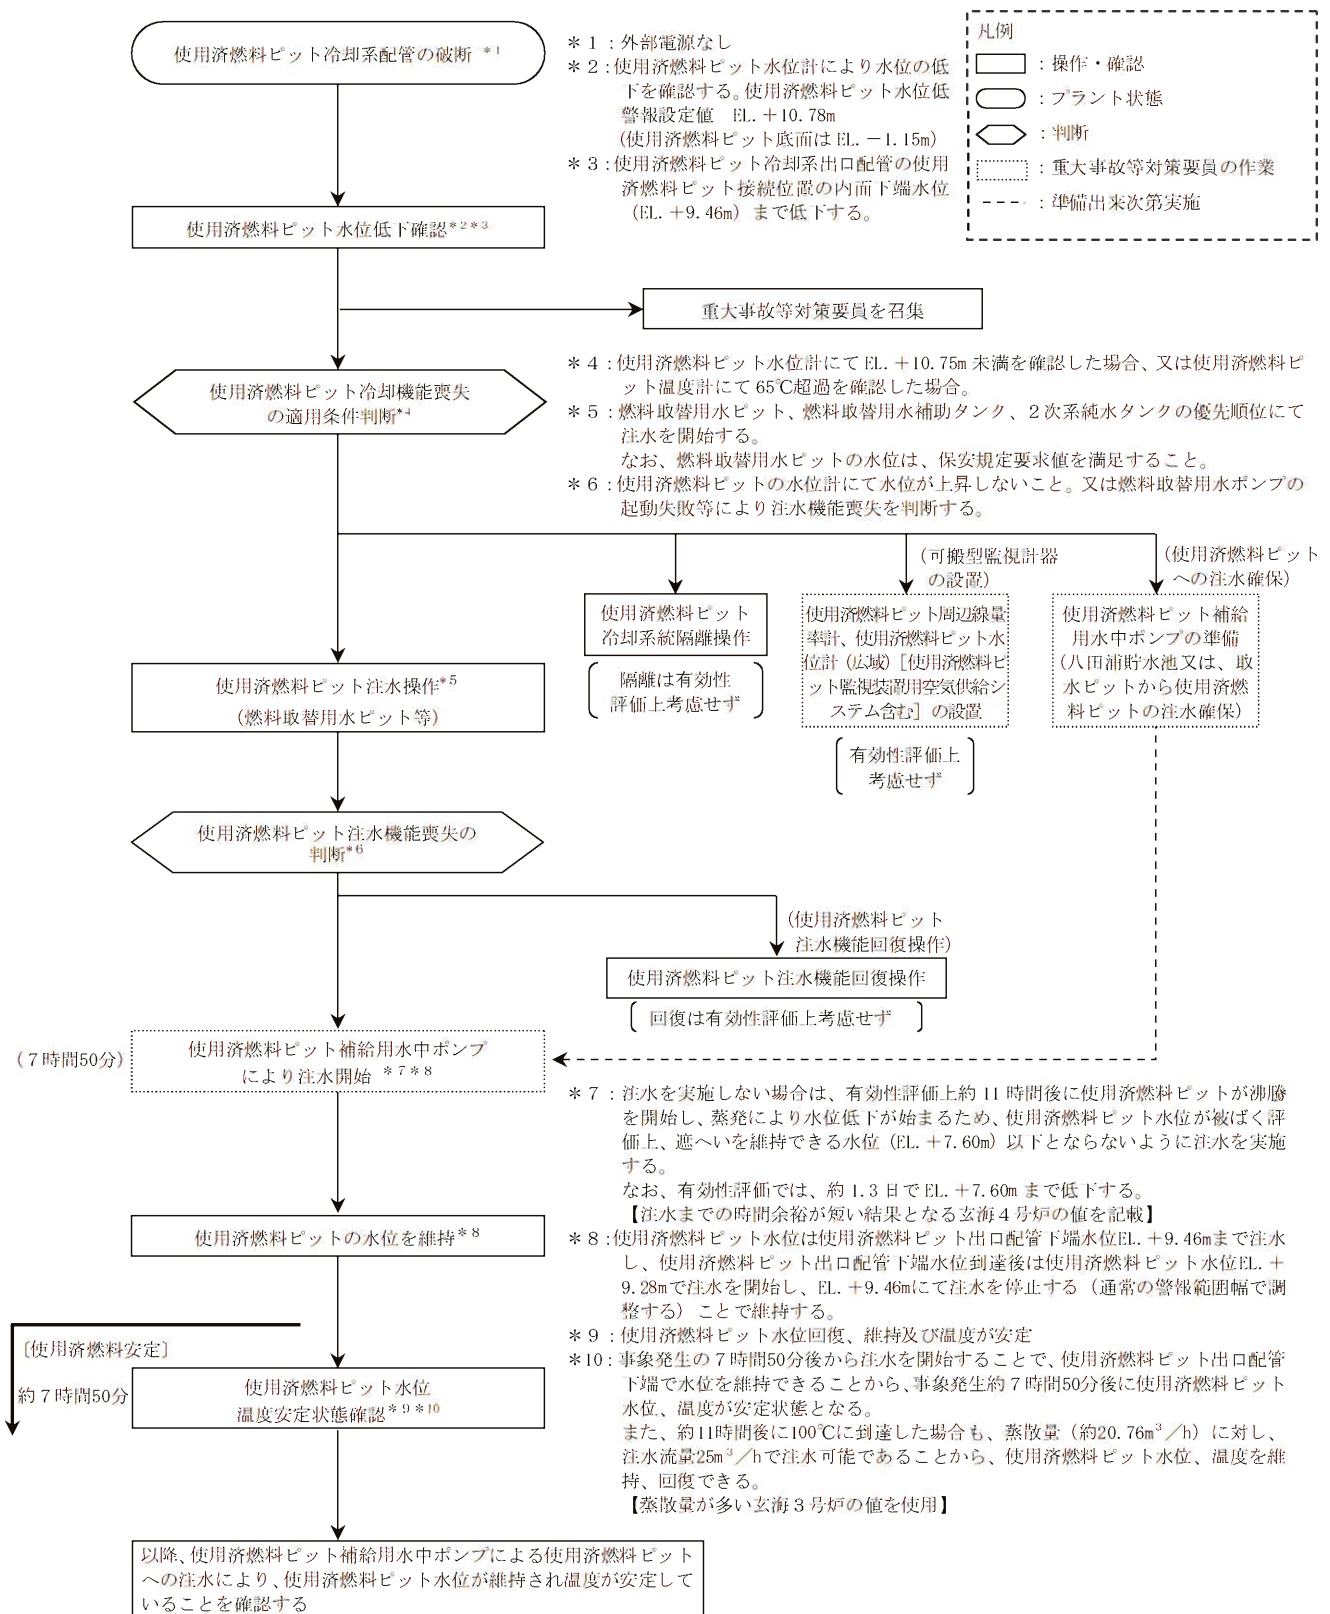 使用済燃料ピット冷却系配管の破断 *1
*1：外部電源なし
*2：使用済燃料ピット水位計により水位の低
下を確認する。使用済燃料ピット水位低
警報設定値　EL.＋10.78m
(使用済燃料ピット底面は EL.－1.15m)
*3：使用済燃料ピット冷却系出口配管の使用
済燃料ピット接続位置の内面下端水位
（EL.+9.46m）まで低下する。
凡例
：操作・確認
：プラント状態
：判断
：重大事故等対策要員の作業
：準備出来次第実施
使用済燃料ピット水位低下確認*2*3
重大事故等対策要員を召集
使用済燃料ピット冷却機能喪失
の適用条件判断*4
*4：使用済燃料ピット水位計にて EL.＋10.75m 未満を確認した場合、又は使用済燃料ピ
ット温度計にて 65℃超過を確認した場合。
*5：燃料取替用水ピット、燃料取替用水補助タンク、２次系純水タンクの優先順位にて
注水を開始する。
なお、燃料取替用水ピットの水位は、保安規定要求値を満足すること。
*6：使用済燃料ピットの水位計にて水位が上昇しないこと。又は燃料取替用水ポンプの
起動失敗等により注水機能喪失を判断する。
(可搬型監視計器
の設置)
(使用済燃料ピット
への注水確保)
使用済燃料ピット
冷却系統隔離操作
隔離は有効性
評価上考慮せず
使用済燃料ピット周辺線量
率計、使用済燃料ピット水
位計（広域）［使用済燃料ピ
ット監視装置用空気供給シ
ステム含む］の設置
有効性評価上
考慮せず
使用済燃料ピット補給
用水中ポンプの準備
(八田浦貯水池又は、取
水ピットから使用済燃
料ピットの注水確保)
使用済燃料ピット注水操作*5
(燃料取替用水ピット等)
使用済燃料ピット注水機能喪失の
判断*6
(使用済燃料ピット
注水機能回復操作)
使用済燃料ピット注水機能回復操作
回復は有効性評価上考慮せず
(７時間50分)
使用済燃料ピット補給用水中ポンプ
により注水開始 *7*8
*7：注水を実施しない場合は、有効性評価上約 11 時間後に使用済燃料ピットが沸騰
を開始し、蒸発により水位低下が始まるため、使用済燃料ピット水位が被ばく評
価上、遮へいを維持できる水位（EL.+7.60m）以下とならないように注水を実施
する。
なお、有効性評価では、約 1.3 日で EL.＋7.60m まで低下する。
【注水までの時間余裕が短い結果となる玄海４号炉の値を記載】
使用済燃料ピットの水位を維持*8
*8：使用済燃料ピット水位は使用済燃料ピット出口配管下端水位EL.＋9.46mまで注水
し、使用済燃料ピット出口配管下端水位到達後は使用済燃料ピット水位EL.＋
9.28mで注水を開始し、EL.＋9.46mにて注水を停止する（通常の警報範囲幅で調
整する）ことで維持する。
*9：使用済燃料ピット水位回復、維持及び温度が安定
*10：事象発生の７時間50分後から注水を開始することで、使用済燃料ピット出口配管
下端で水位を維持できることから、事象発生約７時間50分後に使用済燃料ピット
水位、温度が安定状態となる。
また、約11時間後に100℃に到達した場合も、蒸散量（約20.76m³／h）に対し、
注水流量25m³／hで注水可能であることから、使用済燃料ピット水位、温度を維
持、回復できる。
【蒸散量が多い玄海３号炉の値を使用】
［使用済燃料安定］
約７時間50分
使用済燃料ピット水位
温度安定状態確認*9*10
以降、使用済燃料ピット補給用水中ポンプによる使用済燃料ピット
への注水により、使用済燃料ピット水位が維持され温度が安定して
いることを確認する